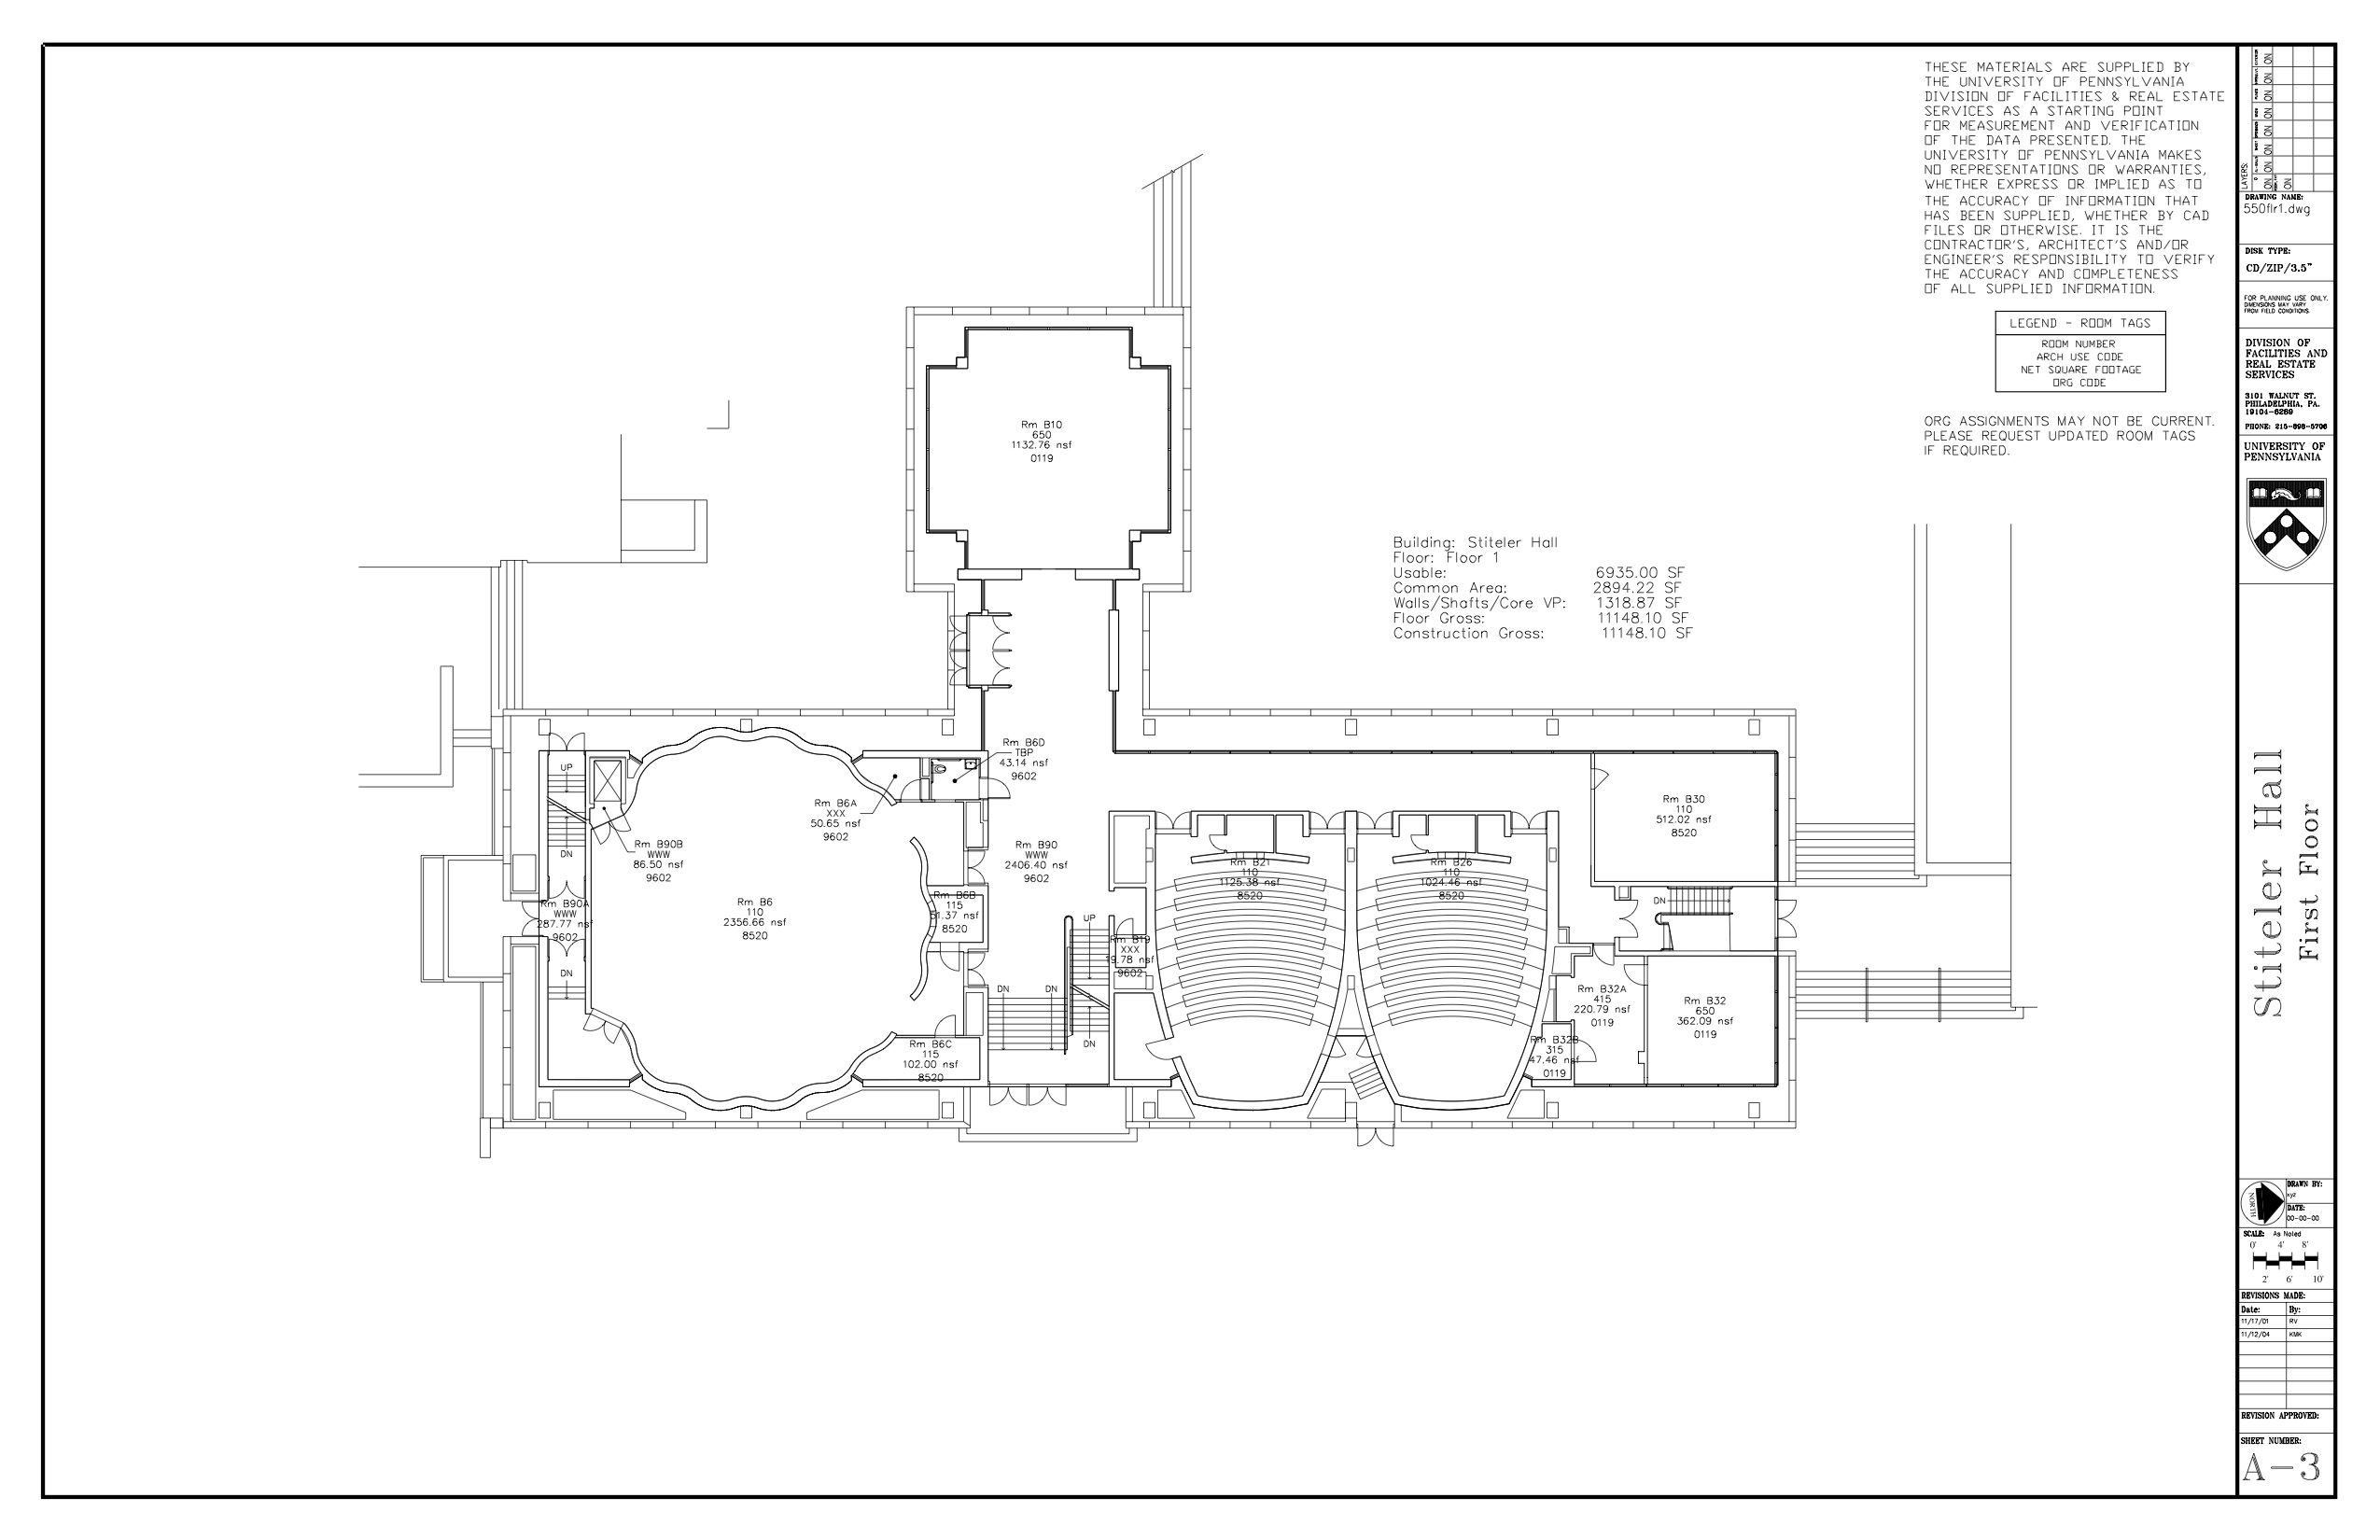 THESE MATERIALS ARE SUPPLIED BY
THE UNIVERSITY OF PENNSYLVANIA
DIVISION OF FACILITIES & REAL ESTATE
SERVICES AS A STARTING POINT
FOR MEASUREMENT AND VERIFICATION
OF THE DATA PRESENTED. THE
UNIVERSITY OF PENNSYLVANIA MAKES
NO REPRESENTATIONS OR WARRANTIES,
WHETHER EXPRESS OR IMPLIED AS TO
THE ACCURACY OF INFORMATION THAT
HAS BEEN SUPPLIED, WHETHER BY CAD
FILES OR OTHERWISE. IT IS THE
CONTRACTOR'S, ARCHITECT'S AND/OR
ENGINEER'S RESPONSIBILITY TO VERIFY
THE ACCURACY AND COMPLETENESS
OF ALL SUPPLIED INFORMATION.
LEGEND - ROOM TAGS
ROOM NUMBER
ARCH USE CODE
NET SQUARE FOOTAGE
ORG CODE
ORG ASSIGNMENTS MAY NOT BE CURRENT.
PLEASE REQUEST UPDATED ROOM TAGS
IF REQUIRED.
Building: Stiteler Hall
Floor: Floor 1
Usable: 6935.00 SF
Common Area: 2894.22 SF
Walls/Shafts/Core VP: 1318.87 SF
Floor Gross: 11148.10 SF
Construction Gross: 11148.10 SF
Rm B10
650
1132.76 nsf
0119
Rm B6D
TBP
43.14 nsf
9602
UP
Rm B6A
XXX
50.65 nsf
9602
Rm B90B
WWW
86.50 nsf
9602
DN
Rm B90
WWW
2406.40 nsf
9602
Rm B21
110
1125.38 nsf
8520
Rm B26
110
1024.46 nsf
8520
Rm B30
110
512.02 nsf
8520
Rm B90A
WWW
287.77 nsf
9602
Rm B6
110
2356.66 nsf
8520
Rm B6B
115
51.37 nsf
8520
UP
DN
Rm B19
XXX
19.78 nsf
9602
DN
DN
DN
DN
Rm B6C
115
102.00 nsf
8520
Rm B32A
415
220.79 nsf
0119
Rm B32
650
362.09 nsf
0119
Rm B32B
315
47.46 nsf
0119
LAYERS:
ON ON ON ON ON ON ON
ON
DRAWING NAME:
550flr1.dwg
DISK TYPE:
CD/ZIP/3.5"
FOR PLANNING USE ONLY.
DIMENSIONS MAY VARY
FROM FIELD CONDITIONS.
DIVISION OF
FACILITIES AND
REAL ESTATE
SERVICES
3101 WALNUT ST.
PHILADELPHIA, PA.
19104-6289
PHONE: 215-898-5706
UNIVERSITY OF
PENNSYLVANIA
Stiteler Hall
First Floor
NORTH
DRAWN BY:
xyz
DATE:
00-00-00
SCALE: As Noted
0' 4' 8'
2' 6' 10'
REVISIONS MADE:
Date: By:
11/17/01 RV
11/12/04 KMK
REVISION APPROVED:
SHEET NUMBER:
A-3